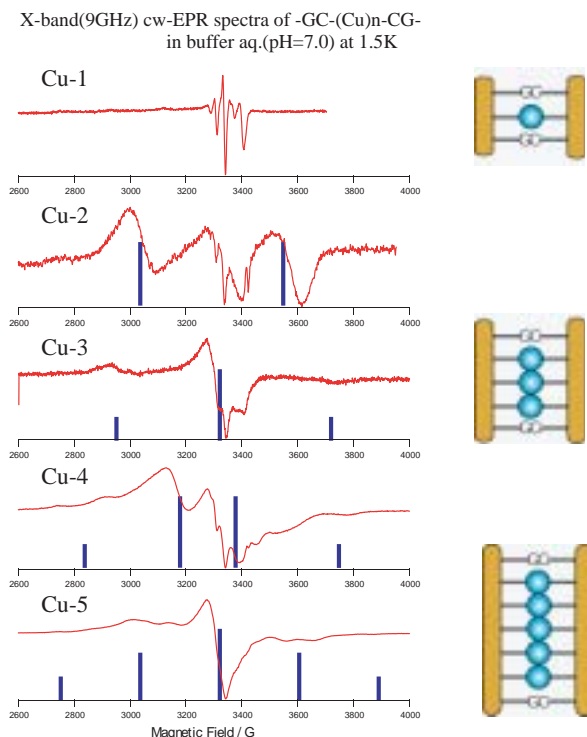 X-band(9GHz) cw-EPR spectra of -GC-(Cu)n-CG-
in buffer aq.(pH=7.0) at 1.5K
Cu-1
2600 2800 3000 3200 3400 3600 3800 4000
Cu-2
2600 2800 3000 3200 3400 3600 3800 4000
Cu-3
2600 2800 3000 3200 3400 3600 3800 4000
Cu-4
2600 2800 3000 3200 3400 3600 3800 4000
Cu-5
2600 2800 3000 3200 3400 3600 3800 4000
Magnetic Field / G